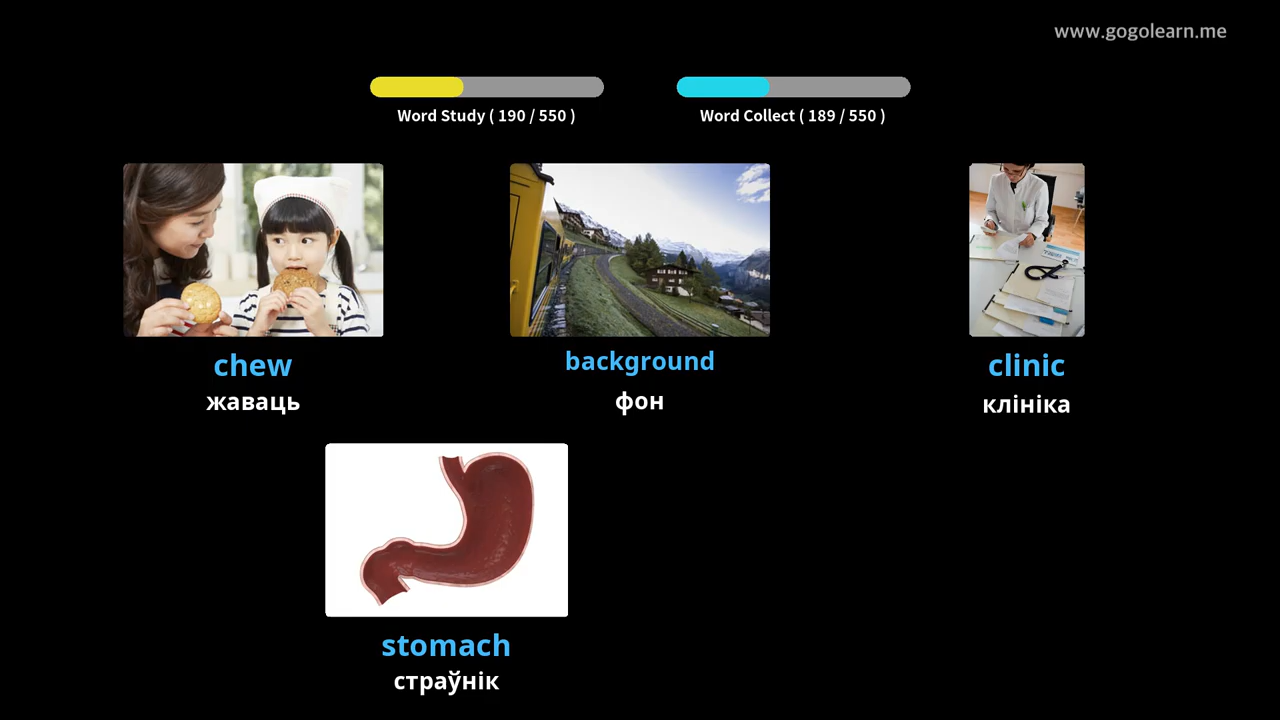 www.gogolearn.me
Word Study ( 190 / 550 )
Word Collect ( 189 / 550 )
chew
жаваць
background
фон
clinic
клініка
stomach
страўнік